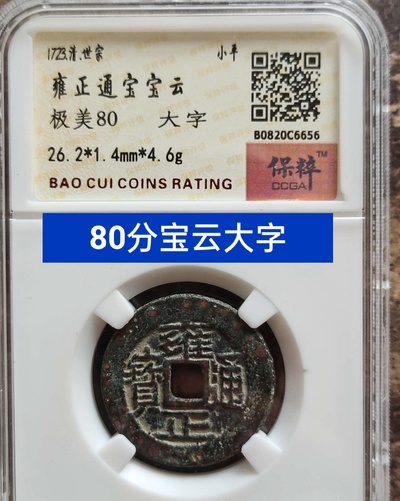 1723.清.世宗 小平
雍正通宝宝云
极美80 大字
26.2*1.4mm*4.6g
B0820C6656
保粹™
CCGA
BAO CUI COINS RATING
80分宝云大字
雍正通寶